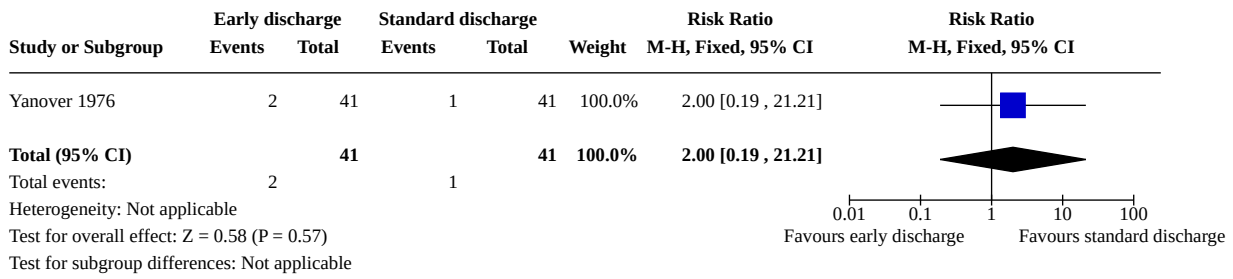 Early discharge Standard discharge Risk Ratio Risk Ratio
Study or Subgroup Events Total Events Total Weight M-H, Fixed, 95% CI M-H, Fixed, 95% CI
Yanover 1976 2 41 1 41 100.0% 2.00 [0.19 , 21.21]
Total (95% CI) 41 41 100.0% 2.00 [0.19 , 21.21]
Total events: 2 1
Heterogeneity: Not applicable
0.01 0.1 1 10 100
Test for overall effect: Z = 0.58 (P = 0.57)
Favours early discharge Favours standard discharge
Test for subgroup differences: Not applicable